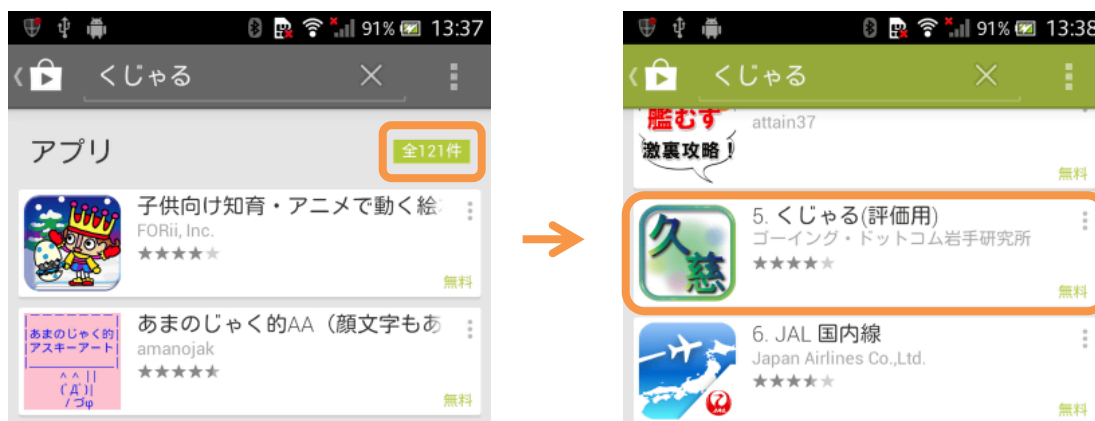 91% 13:37
くじゃる
アプリ
全121件
子供向け知育・アニメで動く絵
FORii, Inc.
無料
あまのじゃく的
アスキーアート
あまのじゃく的AA（顔文字もあ
amanojak
無料
91% 13:38
くじゃる
艦むす
激裏攻略！
attain37
無料
久慈
5. くじゃる(評価用)
ゴーイング・ドットコム岩手研究所
無料
6. JAL 国内線
Japan Airlines Co.,Ltd.
JAL
無料